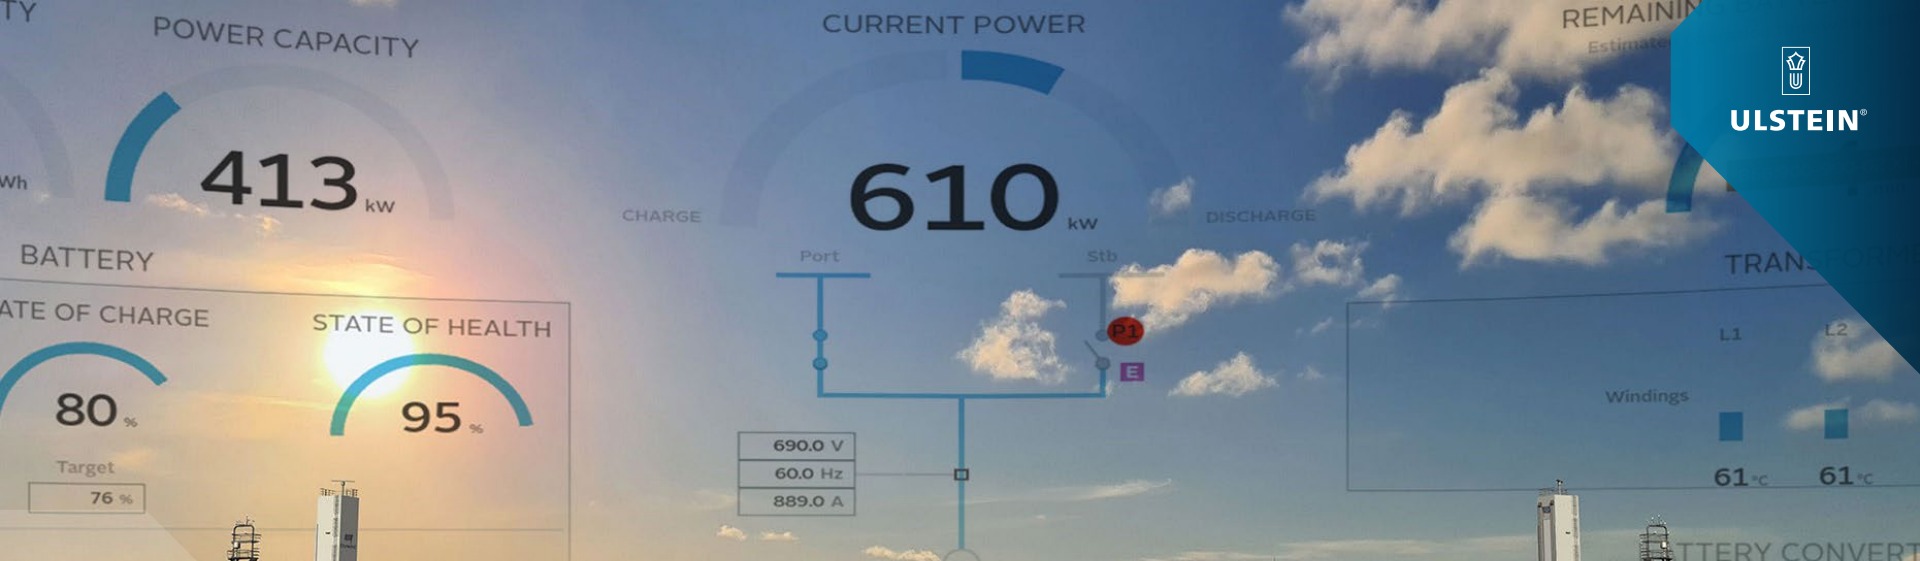 TY
POWER CAPACITY
413 kW
Wh
BATTERY
ATE OF CHARGE
80 %
Target
76 %
STATE OF HEALTH
95 %
CURRENT POWER
610 kW
CHARGE
DISCHARGE
Port
Stb
P1
E
690.0 V
60.0 Hz
889.0 A
REMAININ
Estimate
ULSTEIN®
TRANSFORME
L1
L2
Windings
61 °C
61 °C
TTERY CONVERT